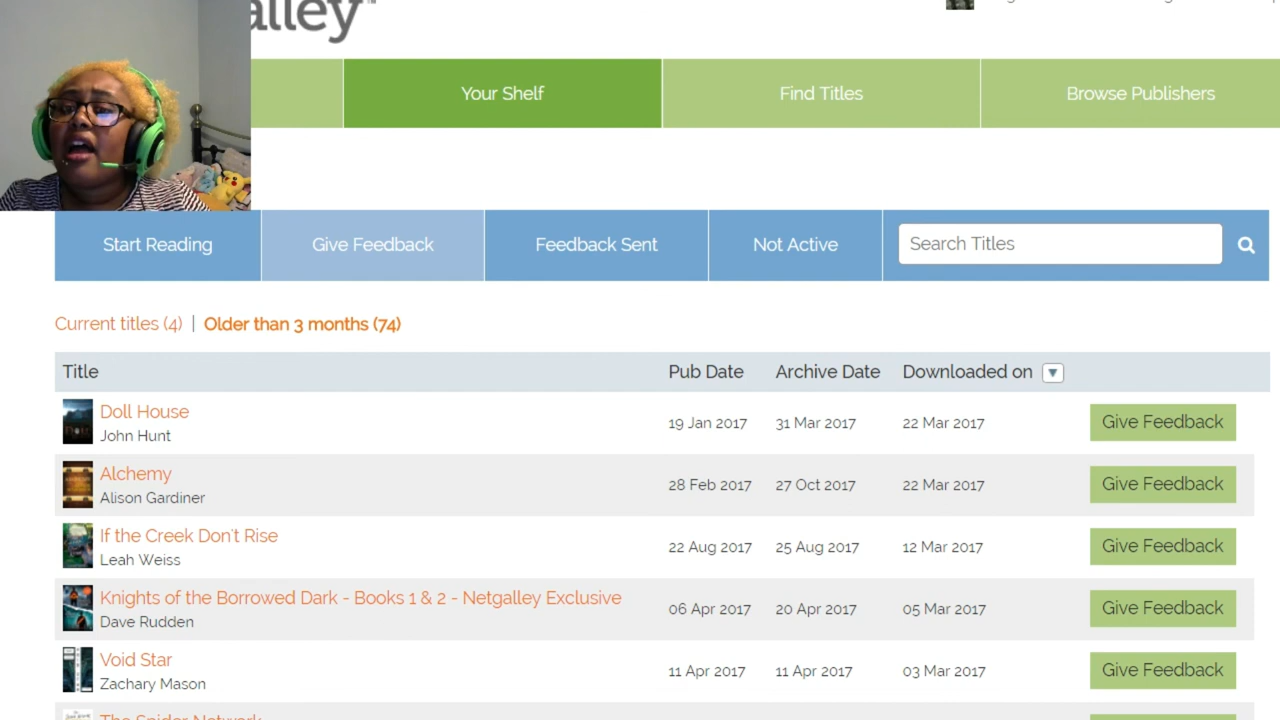 alley
Your Shelf
Find Titles
Browse Publishers
Start Reading
Give Feedback
Feedback Sent
Not Active
Search Titles
Current titles (4) | Older than 3 months (74)
Title Pub Date Archive Date Downloaded on
Doll House
John Hunt
19 Jan 2017 31 Mar 2017 22 Mar 2017 Give Feedback
Alchemy
Alison Gardiner
28 Feb 2017 27 Oct 2017 22 Mar 2017 Give Feedback
If the Creek Don't Rise
Leah Weiss
22 Aug 2017 25 Aug 2017 12 Mar 2017 Give Feedback
Knights of the Borrowed Dark - Books 1 & 2 - Netgalley Exclusive
Dave Rudden
06 Apr 2017 20 Apr 2017 05 Mar 2017 Give Feedback
Void Star
Zachary Mason
11 Apr 2017 11 Apr 2017 03 Mar 2017 Give Feedback
The Spider Network